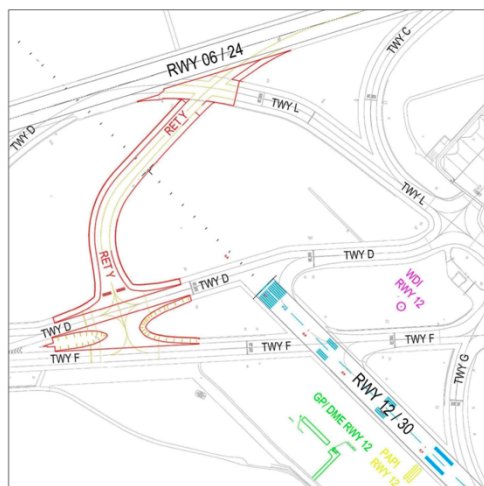 RWY 06 / 24
TWY C
TWY L
RET Y
TWY D
TWY L
TWY D
RET Y
TWY D
WDI
RWY 12
TWY D
TWY F
TWY F
TWY F
TWY G
RWY 12 / 30
GP/ DME RWY 12
PAPI
RWY 12